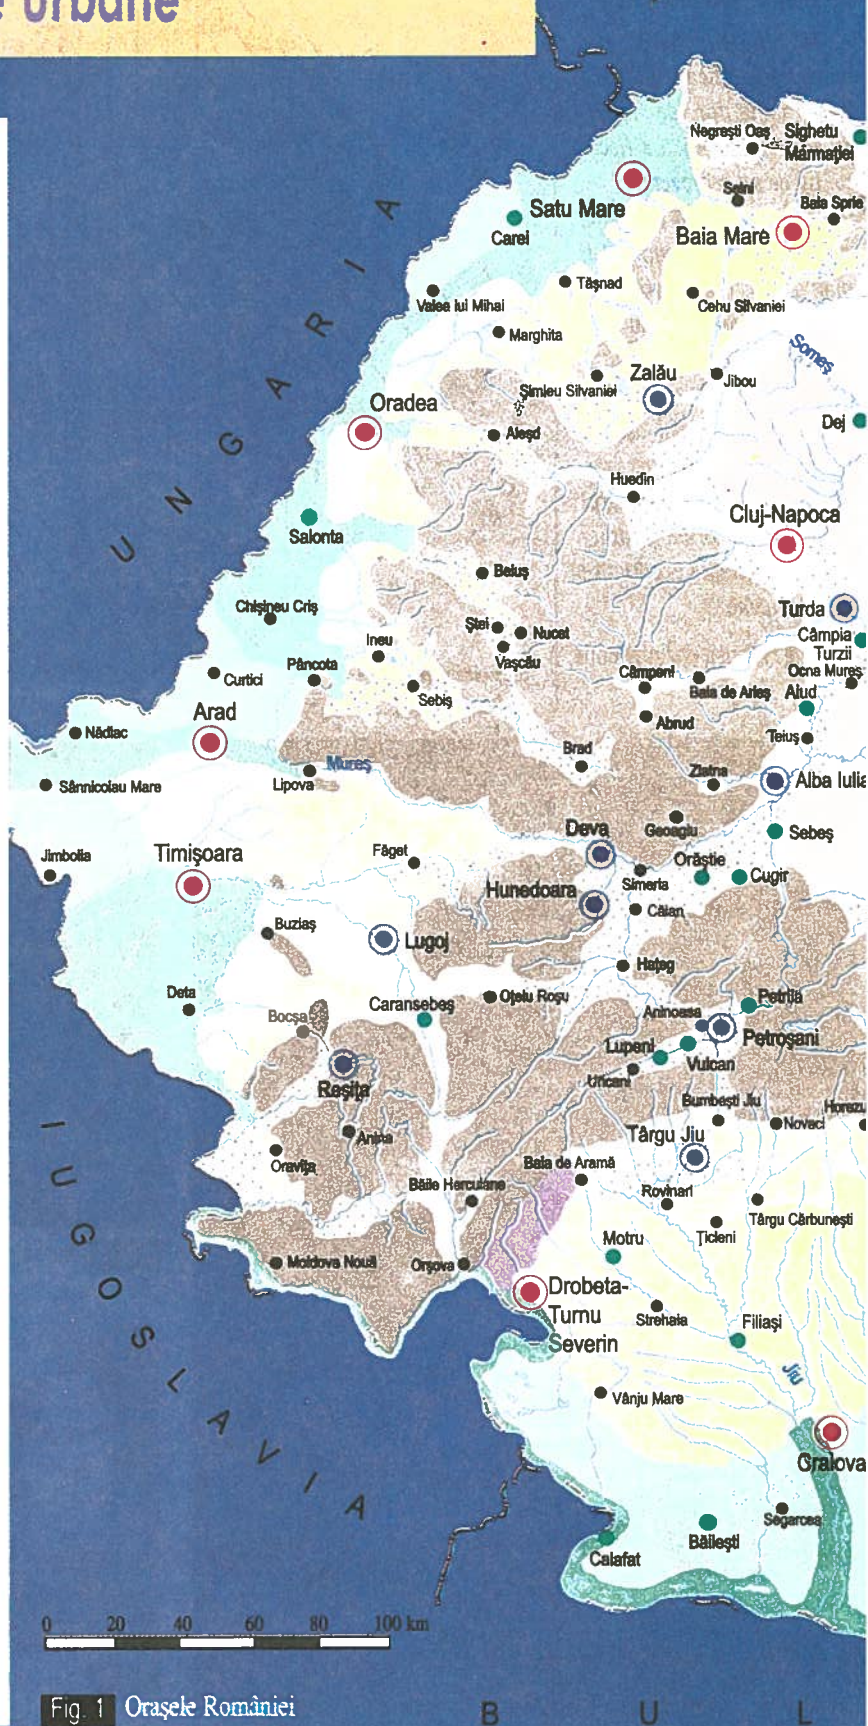 urbane
Negrești Oaș
Sighetu
Marmației
Seini
Baia Sprie
Satu Mare
Baia Mare
Carei
Tășnad
Valea lui Mihai
Cehu Silvaniei
Marghita
Someș
Șimleu Silvaniei
Zalău
Jibou
Oradea
Dej
Aleșd
Huedin
Cluj-Napoca
Salonta
UNGARIA
Beiuș
Chișineu Criș
Turda
Ștei
Nucet
Câmpia
Turzii
Ineu
Vașcău
Pâncota
Ocna Mureș
Curtici
Câmpeni
Baia de Arieș
Aiud
Sebiș
Arad
Abrud
Nădlac
Teiuș
Brad
Mureș
Zlatna
Lipova
Alba Iulia
Sânnicolau Mare
Geoagiu
Deva
Sebeș
Jimbolia
Timișoara
Făget
Orăștie
Simeria
Cugir
Hunedoara
Călan
Buziaș
Lugoj
Hațeg
Deta
Oțelu Roșu
Petrila
Caransebeș
Aninoasa
Bocșa
Petroșani
Lupeni
Vulcan
Uricani
Reșița
Bumbești Jiu
Horezu
Novaci
Anina
Târgu Jiu
Oravița
Baia de Aramă
Băile Herculane
Rovinari
Târgu Cărbunești
Țicleni
Motru
Moldova Nouă
Orșova
Drobeta-
Turnu
Severin
Strehaia
Filiași
IUGOSLAVIA
Jiu
Vânju Mare
Craiova
Segarcea
Băilești
Calafat
0 20 40 60 80 100 km
Fig. 1 Orașele României
B U L